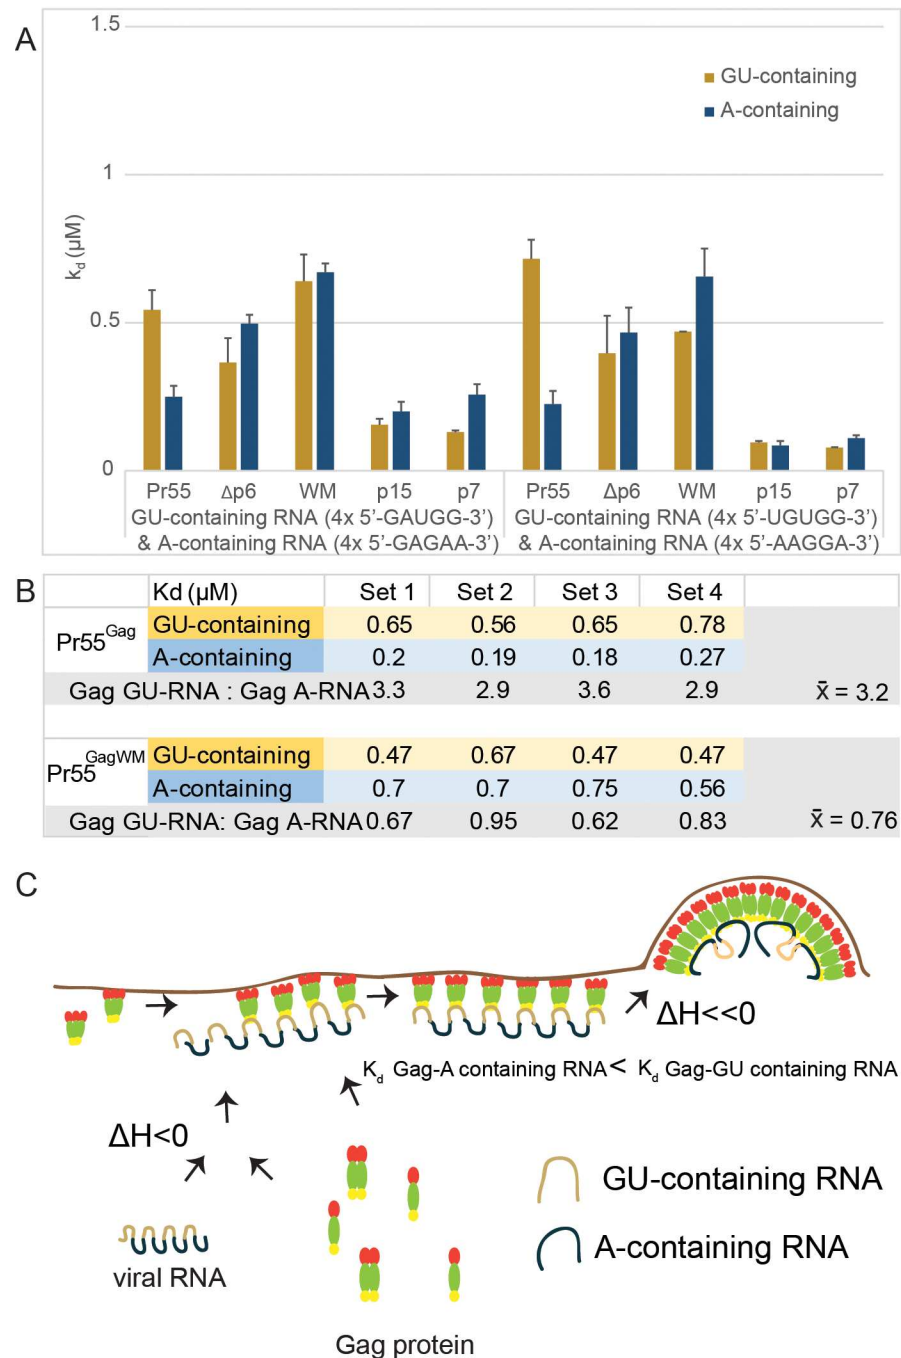 A
1.5
GU-containing
A-containing
1
k_d (µM)
0.5
0
Pr55 Δp6 WM p15 p7 Pr55 Δp6 WM p15 p7
GU-containing RNA (4x 5’-GAUGG-3’) GU-containing RNA (4x 5’-UGUGG-3’)
& A-containing RNA (4x 5’-GAGAA-3’) & A-containing RNA (4x 5’-AAGGA-3’)
B
Kd (µM) Set 1 Set 2 Set 3 Set 4
Pr55^Gag GU-containing 0.65 0.56 0.65 0.78
A-containing 0.2 0.19 0.18 0.27
Gag GU-RNA : Gag A-RNA 3.3 2.9 3.6 2.9 x̄ = 3.2
Pr55^GagWM GU-containing 0.47 0.67 0.47 0.47
A-containing 0.7 0.7 0.75 0.56
Gag GU-RNA: Gag A-RNA 0.67 0.95 0.62 0.83 x̄ = 0.76
C
ΔH<<0
K_d Gag-A containing RNA < K_d Gag-GU containing RNA
ΔH<0
GU-containing RNA
A-containing RNA
viral RNA
Gag protein